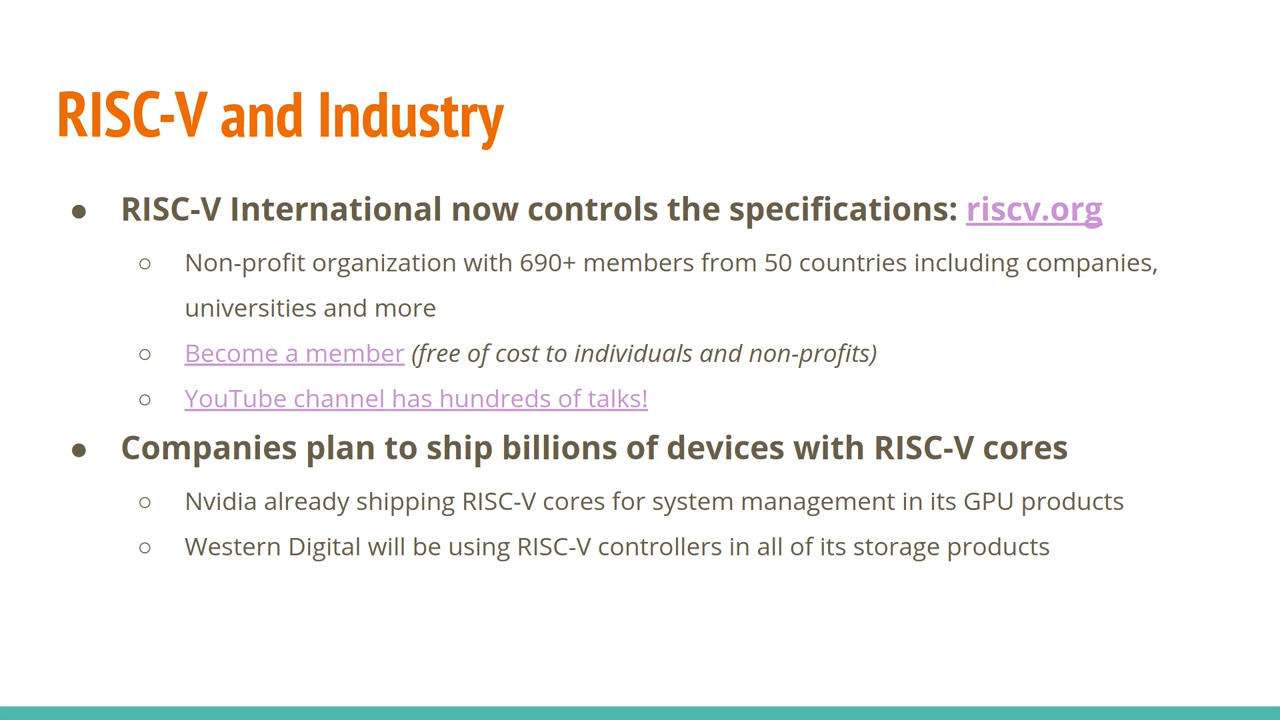 RISC-V and Industry
● RISC-V International now controls the specifications: riscv.org
○ Non-profit organization with 690+ members from 50 countries including companies,
universities and more
○ Become a member (free of cost to individuals and non-profits)
○ YouTube channel has hundreds of talks!
● Companies plan to ship billions of devices with RISC-V cores
○ Nvidia already shipping RISC-V cores for system management in its GPU products
○ Western Digital will be using RISC-V controllers in all of its storage products